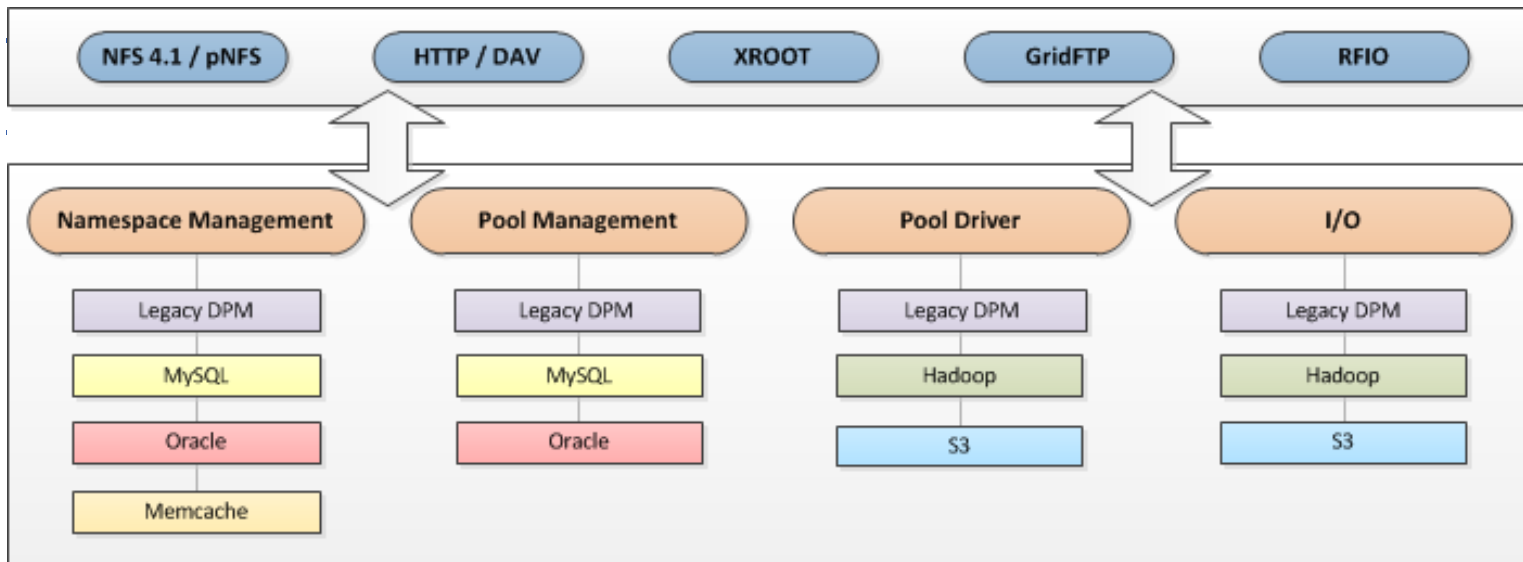 NFS 4.1 / pNFS
HTTP / DAV
XROOT
GridFTP
RFIO
Namespace Management
Pool Management
Pool Driver
I/O
Legacy DPM
Legacy DPM
Legacy DPM
Legacy DPM
MySQL
MySQL
Hadoop
Hadoop
Oracle
Oracle
S3
S3
Memcache